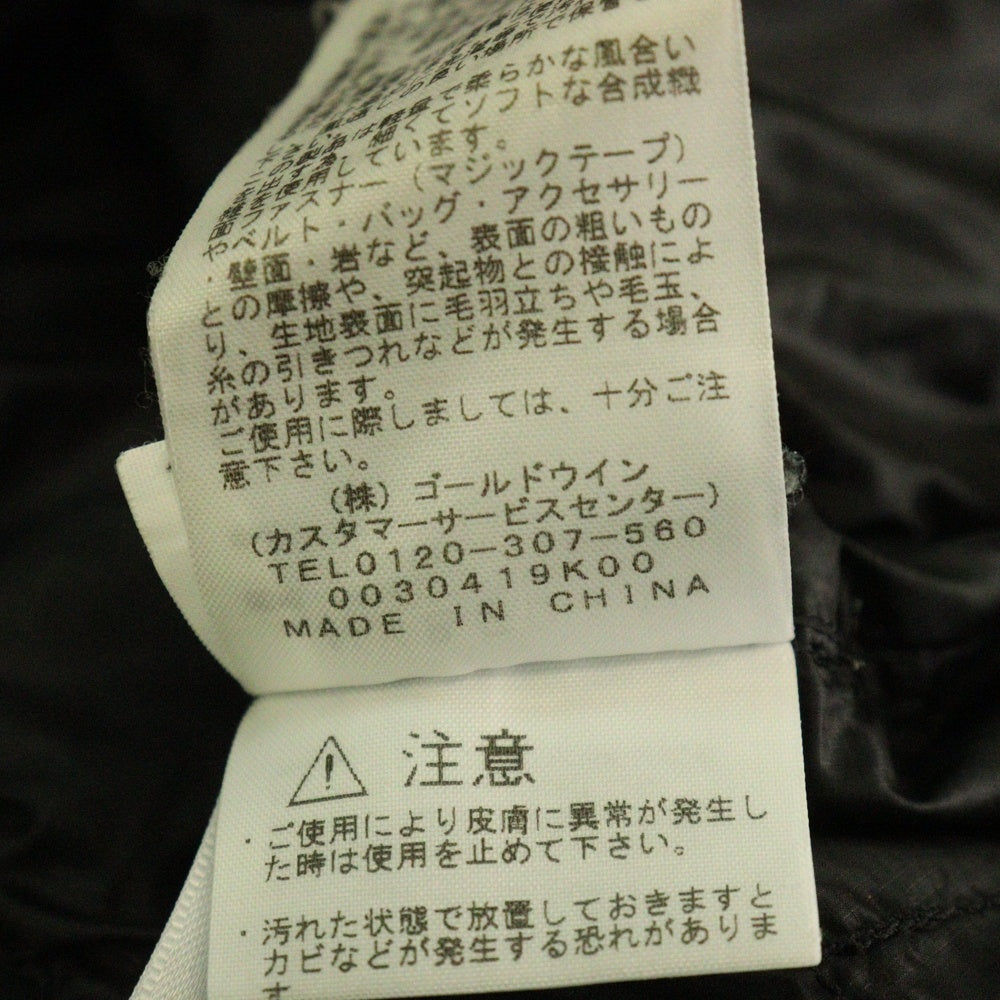 で柔らかな風合い
くてソフトな合成繊
しています。
スナー（マジックテープ）
やベルト・バッグ・アクセサリー
・壁面・岩など、表面の粗いもの
との摩擦や、突起物との接触によ
り、生地表面に毛羽立ちや毛玉、
糸の引きつれなどが発生する場合
があります。
ご使用に際しましては、十分ご注
意下さい。
（株）ゴールドウイン
（カスタマーサービスセンター）
TEL0120-307-560
0030419K00
MADE IN CHINA
注意
・ご使用により皮膚に異常が発生し
た時は使用を止めて下さい。
・汚れた状態で放置しておきますと
カビなどが発生する恐れがありま
す